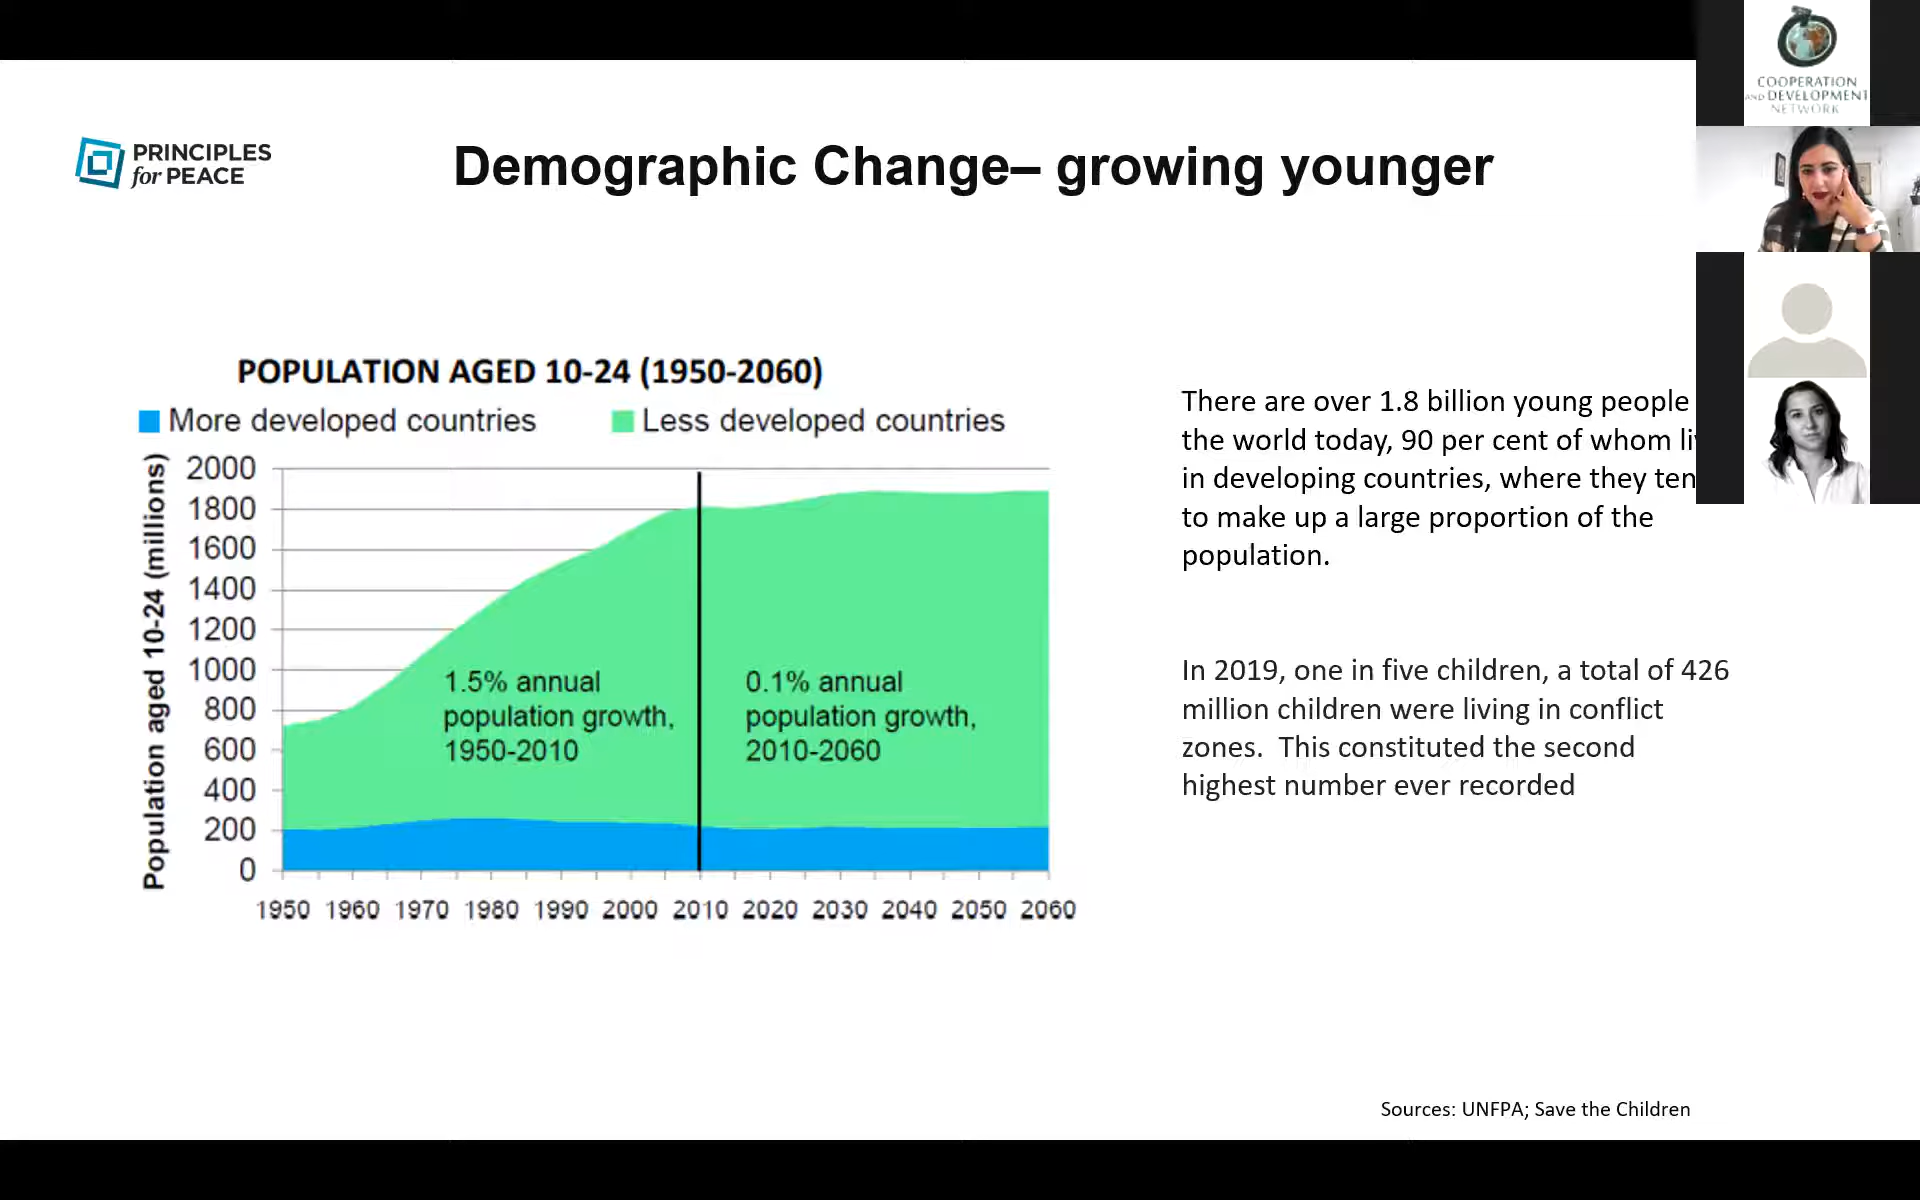 PRINCIPLES
for PEACE
Demographic Change– growing younger
COOPERATION
AND DEVELOPMENT
NETWORK
POPULATION AGED 10-24 (1950-2060)
More developed countries
Less developed countries
Population aged 10-24 (millions)
2000
1800
1600
1400
1200
1000
800
600
400
200
0
1.5% annual
population growth,
1950-2010
0.1% annual
population growth,
2010-2060
1950 1960 1970 1980 1990 2000 2010 2020 2030 2040 2050 2060
There are over 1.8 billion young people
the world today, 90 per cent of whom
in developing countries, where they
to make up a large proportion of the
population.
In 2019, one in five children, a total of 426
million children were living in conflict
zones. This constituted the second
highest number ever recorded
Sources: UNFPA; Save the Children